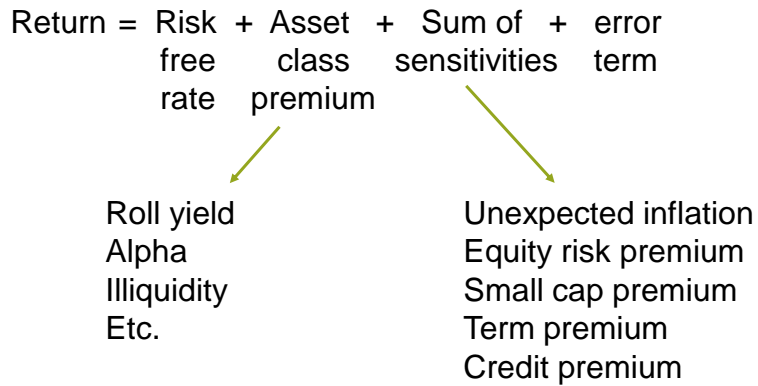 Return = Risk + Asset + Sum of + error
free class sensitivities term
rate premium
Roll yield
Alpha
Illiquidity
Etc.
Unexpected inflation
Equity risk premium
Small cap premium
Term premium
Credit premium